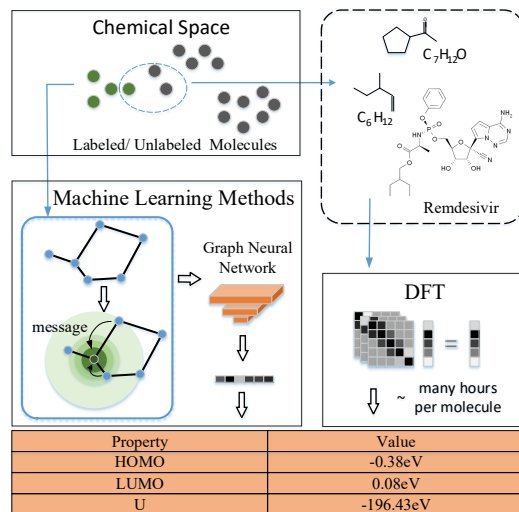 Chemical Space
Labeled/ Unlabeled Molecules
C7H12O
C6H12
NH2
N
N
N
O
O
P
O
HN
O
O
O
CN
HO
OH
Remdesivir
Machine Learning Methods
Graph Neural
Network
message
DFT
=
~ many hours
per molecule
Property Value
HOMO -0.38eV
LUMO 0.08eV
U -196.43eV